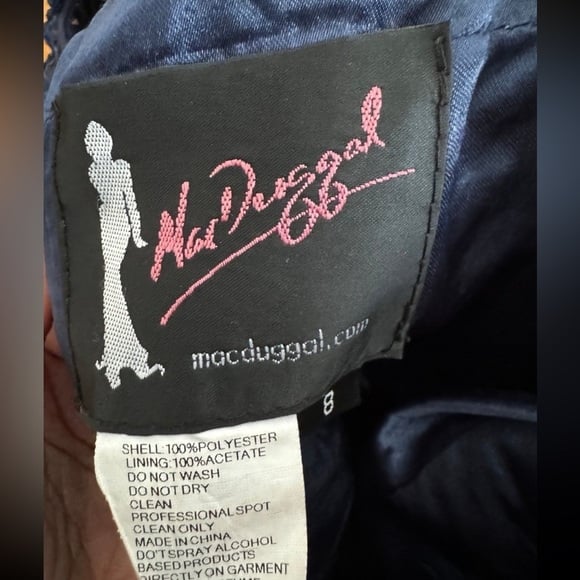 Mac Duggal
macduggal.com
8
SHELL:100%POLYESTER
LINING:100%ACETATE
DO NOT WASH
DO NOT DRY
CLEAN
PROFESSIONAL SPOT
CLEAN ONLY
MADE IN CHINA
DO'T SPRAY ALCOHOL
BASED PRODUCTS
DIRECTLY ON GARMENT